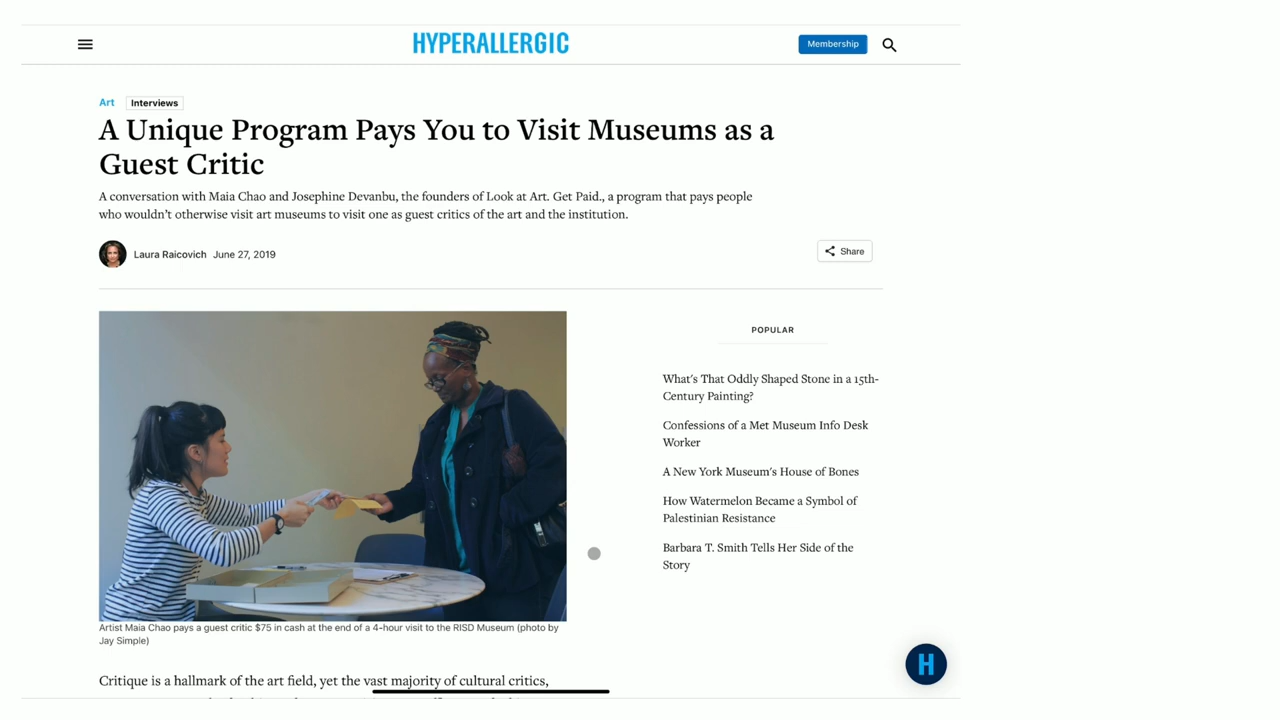 HYPERALLERGIC
Membership
Art
Interviews
A Unique Program Pays You to Visit Museums as a
Guest Critic
A conversation with Maia Chao and Josephine Devanbu, the founders of Look at Art. Get Paid., a program that pays people
who wouldn't otherwise visit art museums to visit one as guest critics of the art and the institution.
Laura Raicovich June 27, 2019
Share
Artist Maia Chao pays a guest critic $75 in cash at the end of a 4-hour visit to the RISD Museum (photo by
Jay Simple)
Critique is a hallmark of the art field, yet the vast majority of cultural critics,
POPULAR
What's That Oddly Shaped Stone in a 15th-
Century Painting?
Confessions of a Met Museum Info Desk
Worker
A New York Museum's House of Bones
How Watermelon Became a Symbol of
Palestinian Resistance
Barbara T. Smith Tells Her Side of the
Story
H